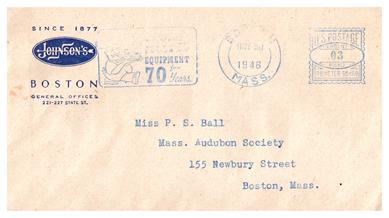 SINCE 1877
JOHNSON'S
BOSTON
GENERAL OFFICES
221-227 STATE ST.
EQUIPMENT
70 for Years.
1946
MASS.
U.S. POSTAGE
03
Miss P. S. Ball
Mass. Audubon Society
155 Newbury Street
Boston, Mass.